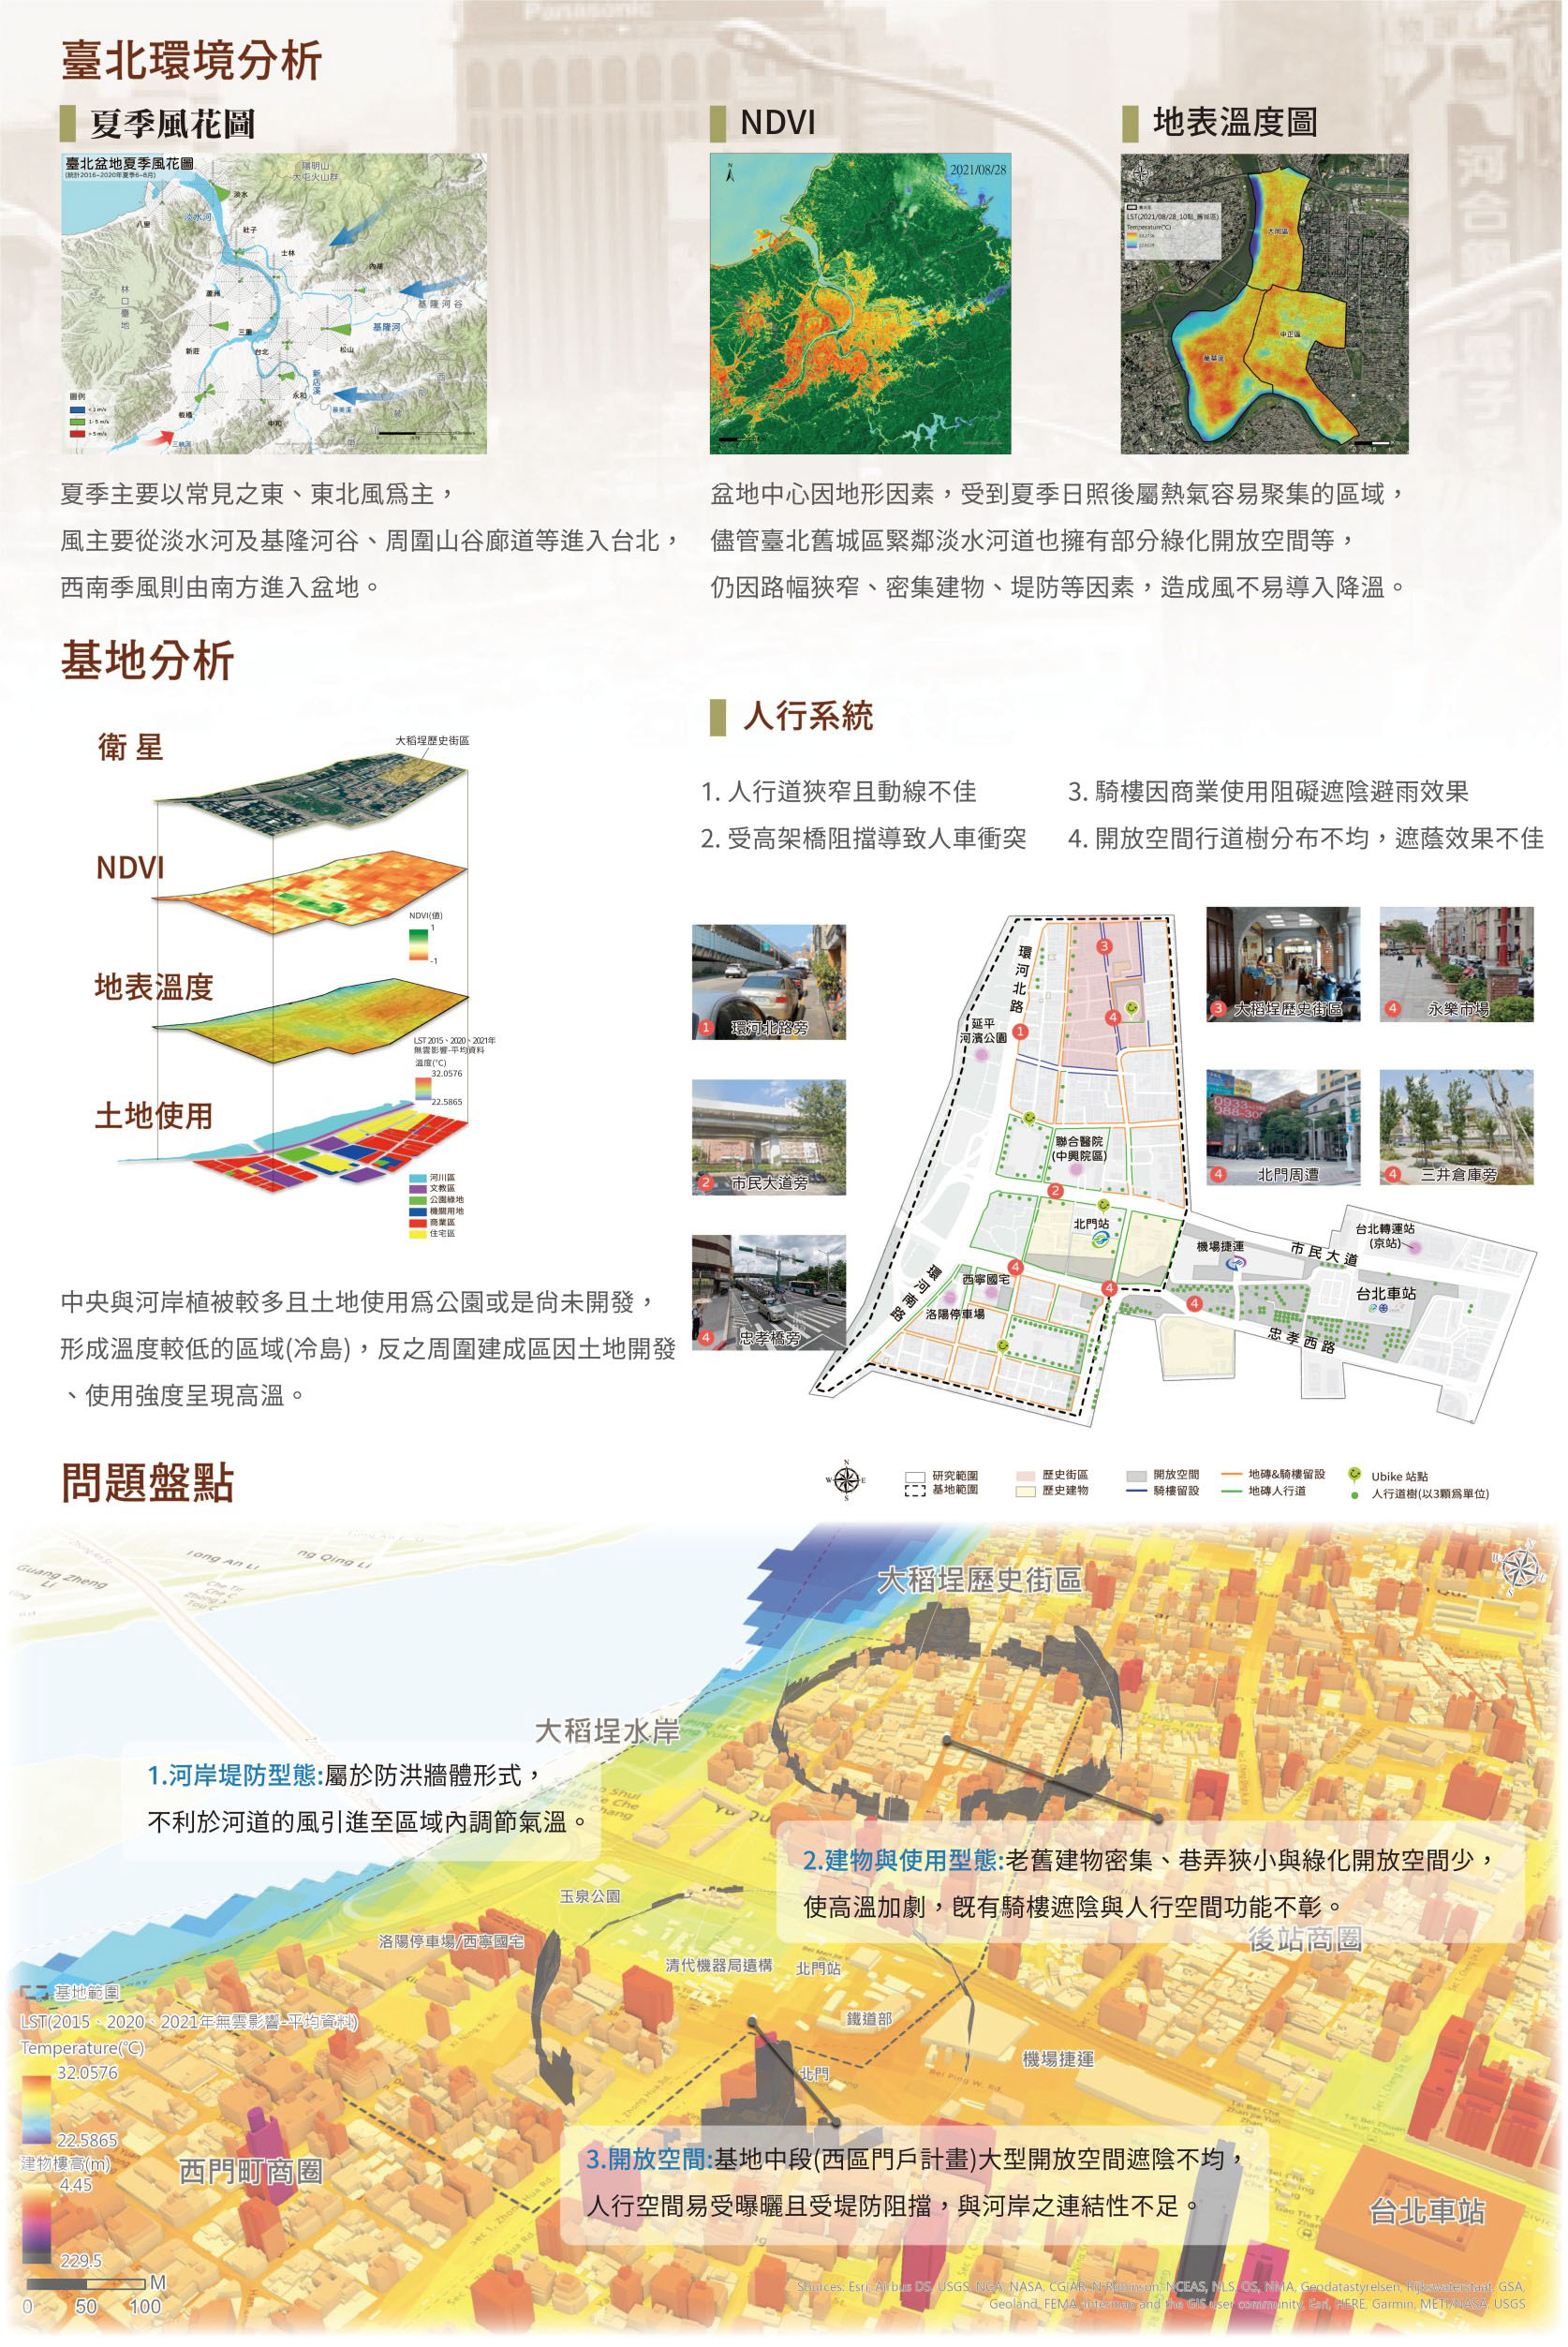 臺北環境分析
夏季風花圖
NDVI
地表溫度圖
臺北盆地夏季風花圖
(統計2016~2020年夏季6~8月)
陽明山
大屯火山群
淡水
淡水河
八里
社子
士林
內湖
林口臺地
蘆洲
基隆河谷
基隆河
三重
新莊
台北
松山
新店溪
永和
景美溪
板橋
中和
三峽河
圖例
<1 m/s
1-5 m/s
>5 m/s
N
2021/08/28
LST(2021/08/28_10點_舊城區)
Temperature(℃)
大同區
中正區
萬華區
夏季主要以常見之東、東北風爲主，
風主要從淡水河及基隆河谷、周圍山谷廊道等進入台北，
西南季風則由南方進入盆地。
盆地中心因地形因素，受到夏季日照後屬熱氣容易聚集的區域，
儘管臺北舊城區緊鄰淡水河道也擁有部分綠化開放空間等，
仍因路幅狹窄、密集建物、堤防等因素，造成風不易導入降溫。
基地分析
衛星
大稻埕歷史街區
NDVI
NDVI(值)
1
-1
地表溫度
LST 2015、2020、2021年
無雲影響-平均資料
溫度(℃)
32.0576
22.5865
土地使用
河川區
文教區
公園綠地
機關用地
商業區
住宅區
中央與河岸植被較多且土地使用爲公園或是尙未開發，
形成溫度較低的區域(冷島)，反之周圍建成區因土地開發
、使用強度呈現高溫。
人行系統
1. 人行道狹窄且動線不佳
2. 受高架橋阻擋導致人車衝突
3. 騎樓因商業使用阻礙遮陰避雨效果
4. 開放空間行道樹分布不均，遮蔭效果不佳
1 環河北路旁
2 市民大道旁
4 忠孝橋旁
3 大稻埕歷史街區
4 永樂市場
0933-
988-30
4 北門周遭
4 三井倉庫旁
環河北路
3
4
1
延平
河濱公園
聯合醫院
(中興院區)
2
北門站
機場捷運
市民大道
台北轉運站
(京站)
台北車站
忠孝西路
4
4
4
西寧國宅
洛陽停車場
環河南路
N
W
E
S
研究範圍
基地範圍
歷史街區
歷史建物
開放空間
騎樓留設
地磚&騎樓留設
地磚人行道
Ubike 站點
人行道樹(以3顆爲單位)
問題盤點
Guang Zheng
Li
Yong An Li
ng Qing Li
大稻埕歷史街區
大稻埕水岸
1.河岸堤防型態:屬於防洪牆體形式，
不利於河道的風引進至區域內調節氣溫。
2.建物與使用型態:老舊建物密集、巷弄狹小與綠化開放空間少，
使高溫加劇，旣有騎樓遮陰與人行空間功能不彰。
玉泉公園
後站商圈
洛陽停車場/西寧國宅
清代機器局遺構
北門站
鐵道部
機場捷運
北門
基地範圍
LST(2015、2020、2021年無雲影響-平均資料)
Temperature(℃)
32.0576
22.5865
建物樓高(m)
4.45
229.5
M
0 50 100
西門町商圈
3.開放空間:基地中段(西區門戶計畫)大型開放空間遮陰不均，
人行空間易受曝曬且受堤防阻擋，與河岸之連結性不足。
台北車站
Sources: Esri, Airbus DS, USGS, NGA, NASA, CGIAR, N Robinson, NCEAS, NLS, OS, NMA, Geodatastyrelsen, Rijkswaterstaat, GSA,
Geoland, FEMA, Intermap and the GIS user community, Esri, HERE, Garmin, METI/NASA, USGS